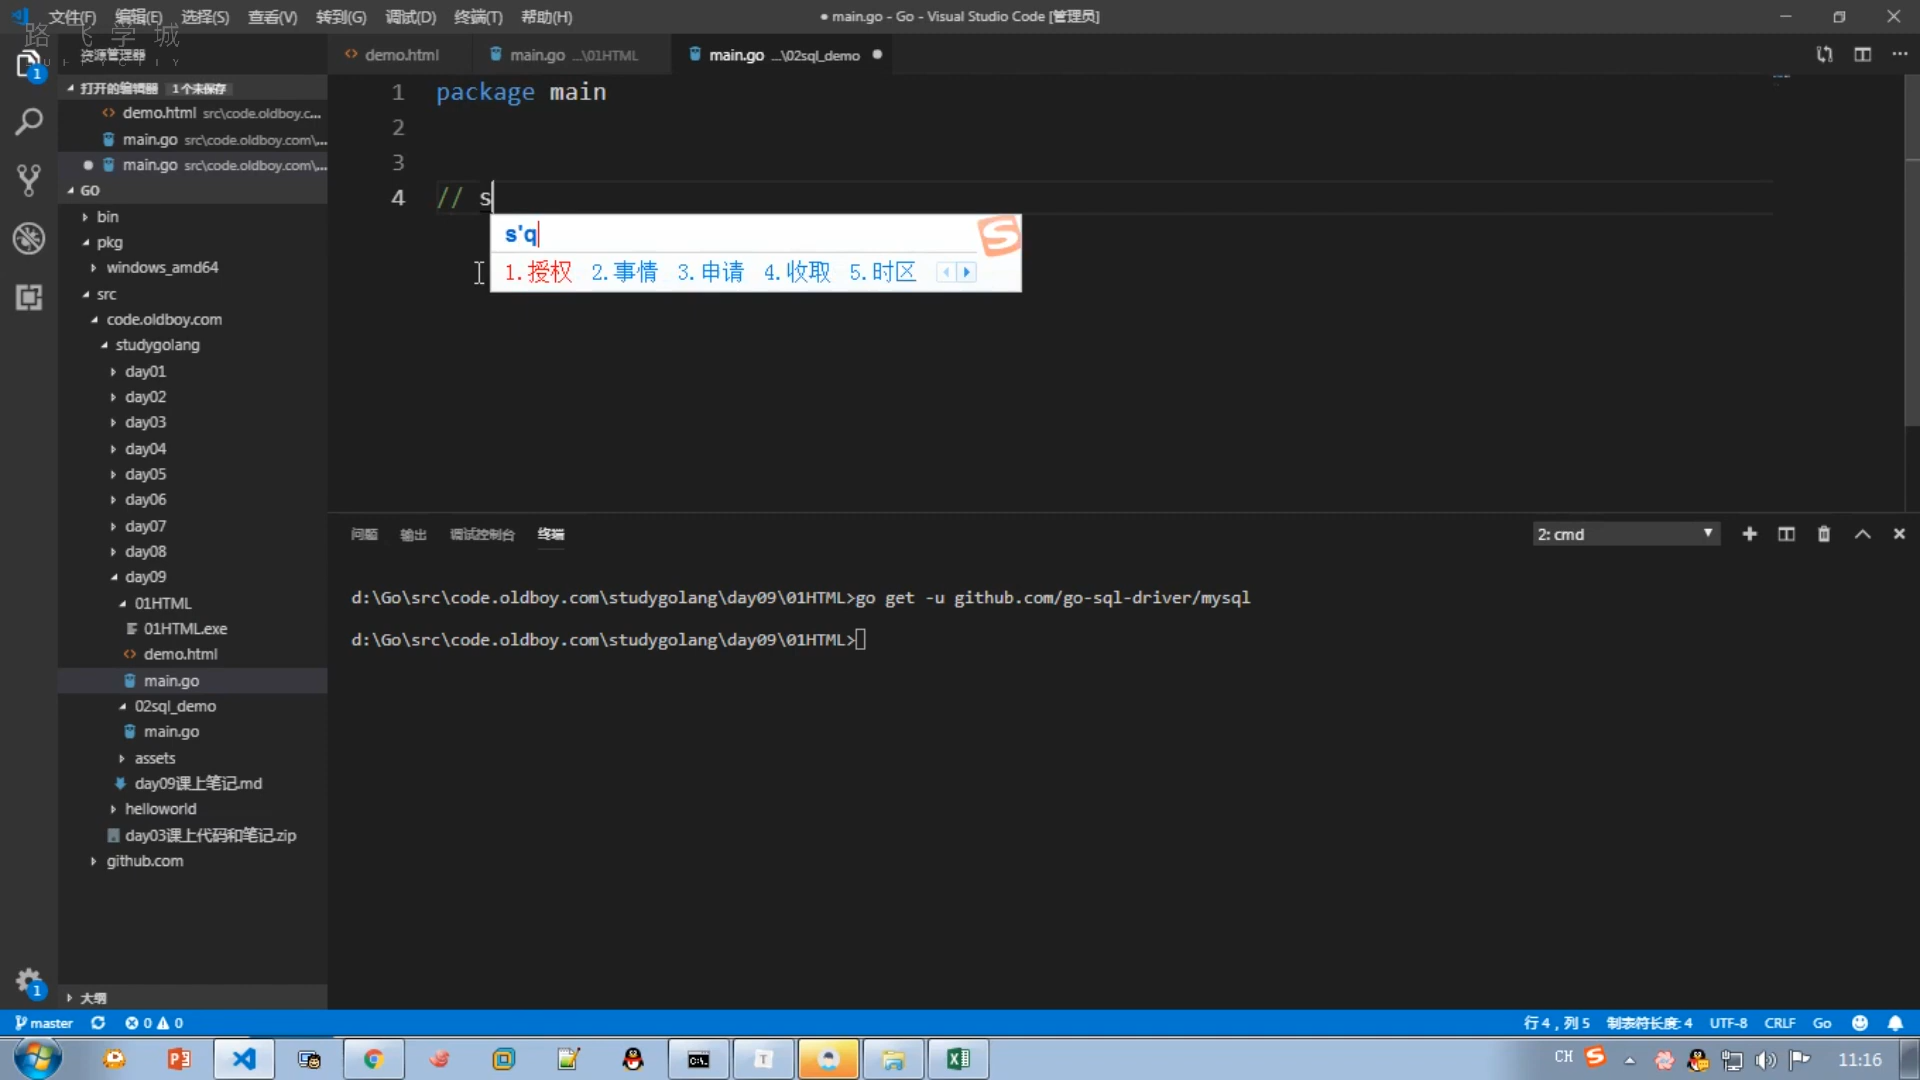 文件(F) 编辑(E) 选择(S) 查看(V) 转到(G) 调试(D) 终端(T) 帮助(H)
● main.go - Go - Visual Studio Code [管理员]
路飞学城
资源管理器
demo.html
main.go ...\01HTML
main.go ...\02sql_demo
打开的编辑器 1 个未保存
demo.html src\code.oldboy.c...
main.go src\code.oldboy.com\...
main.go src\code.oldboy.com\...
GO
bin
pkg
windows_amd64
src
code.oldboy.com
studygolang
day01
day02
day03
day04
day05
day06
day07
day08
day09
01HTML
01HTML.exe
demo.html
main.go
02sql_demo
main.go
assets
day09课上笔记.md
helloworld
day03课上代码和笔记.zip
github.com
大纲
1 package main
2
3
4 // s
s'q
1.授权 2.事情 3.申请 4.收取 5.时区
问题 输出 调试控制台 终端
2: cmd
d:\Go\src\code.oldboy.com\studygolang\day09\01HTML>go get -u github.com/go-sql-driver/mysql
d:\Go\src\code.oldboy.com\studygolang\day09\01HTML>
1
1
master 0 0
行 4，列 5 制表符长度: 4 UTF-8 CRLF Go
CH 11:16